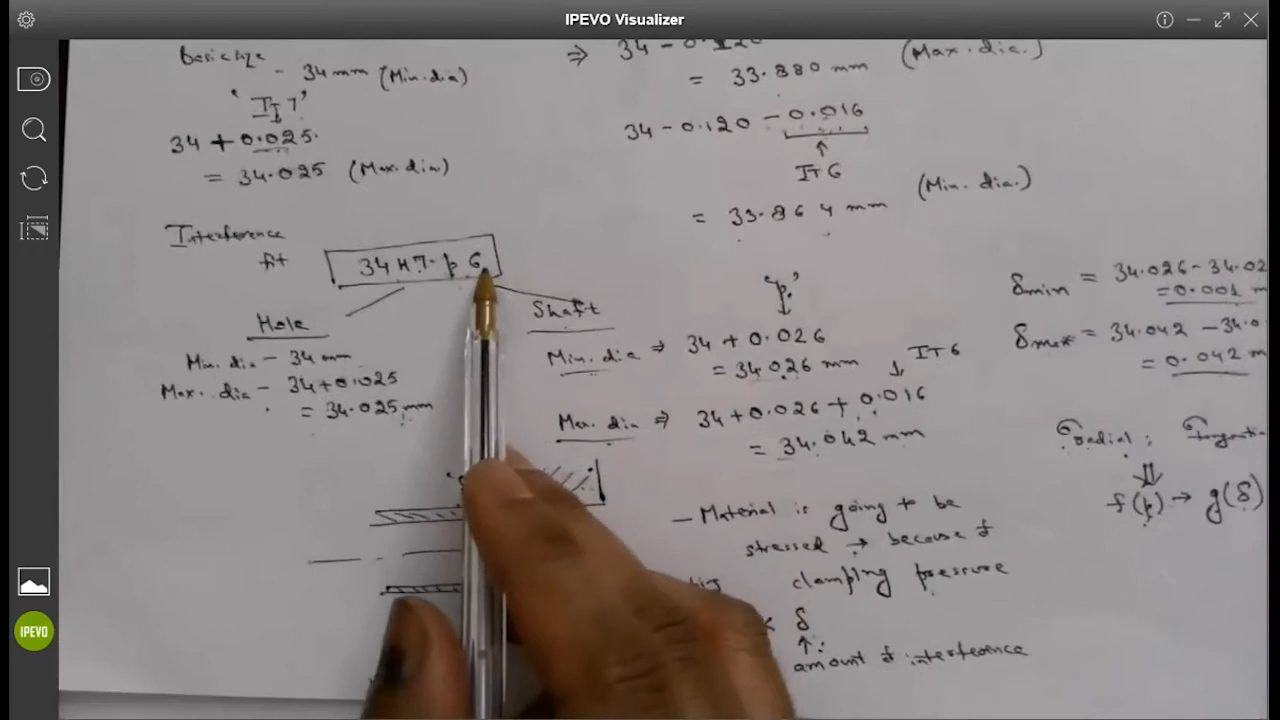 IPEVO Visualizer
Basic size
- 34 mm (Min. dia)
'IT7'
34 + 0.025
= 34.025 (Max. dia)
⇒ 34 - 0.120
= 33.880 mm (Max. dia.)
34 - 0.120 - 0.016
IT6
= 33.864 mm (Min. dia.)
Interference
fit
34 H7 - p 6
Hole
Min. dia - 34 mm
Max. dia - 34 + 0.025
= 34.025 mm
Shaft
'p.'
Min. dia ⇒ 34 + 0.026
= 34.026 mm
IT6
Max. dia ⇒ 34 + 0.026 + 0.016
= 34.042 mm
δmin = 34.026 - 34.02
= 0.001
δmax = 34.042 - 34.0
= 0.042 m
σradial ;
f(p) → g(δ)
- Material is going to be
stressed → because of
clamping pressure
δ
amount of interference
IPEVO